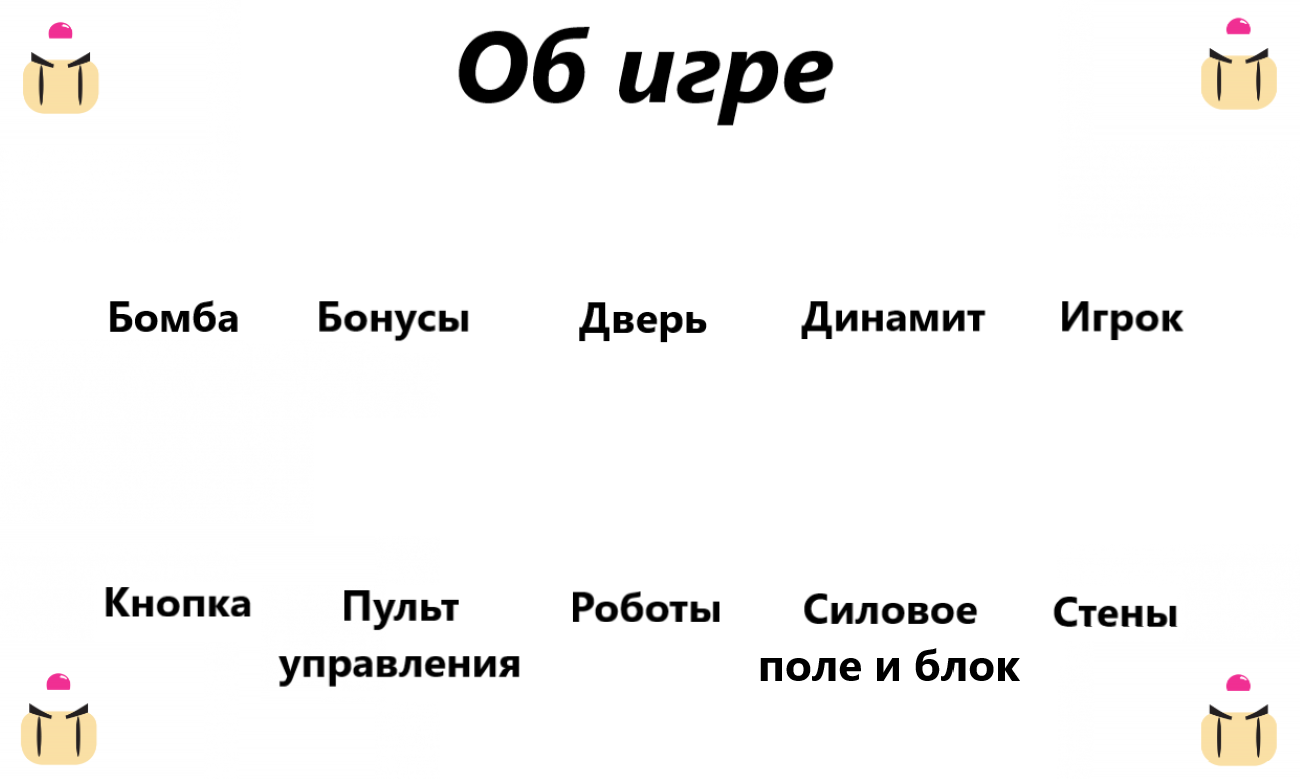 Об игре
Бомба Бонусы Дверь Динамит Игрок
Кнопка Пульт управления Роботы Силовое поле и блок Стены